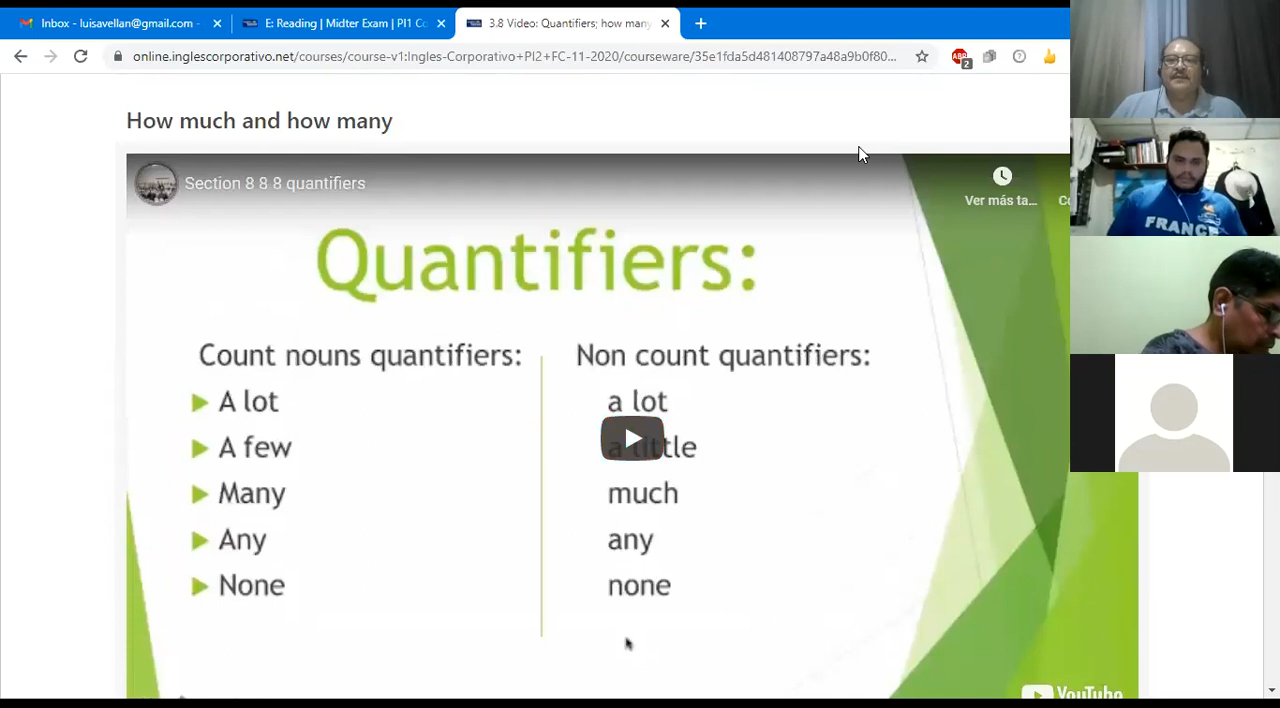 Inbox - luisavellan@gmail.com -
E: Reading | Midter Exam | PI1 Co
3.8 Video: Quantifiers; how many
online.inglescorporativo.net/courses/course-v1:Ingles-Corporativo+PI2+FC-11-2020/courseware/35e1fda5d481408797a48a9b0f80...
ABP
2
How much and how many
Section 8 8 8 quantifiers
Ver más ta...
Quantifiers:
Count nouns quantifiers:
A lot
A few
Many
Any
None
Non count quantifiers:
a lot
a little
much
any
none
YouTube
FRANCE